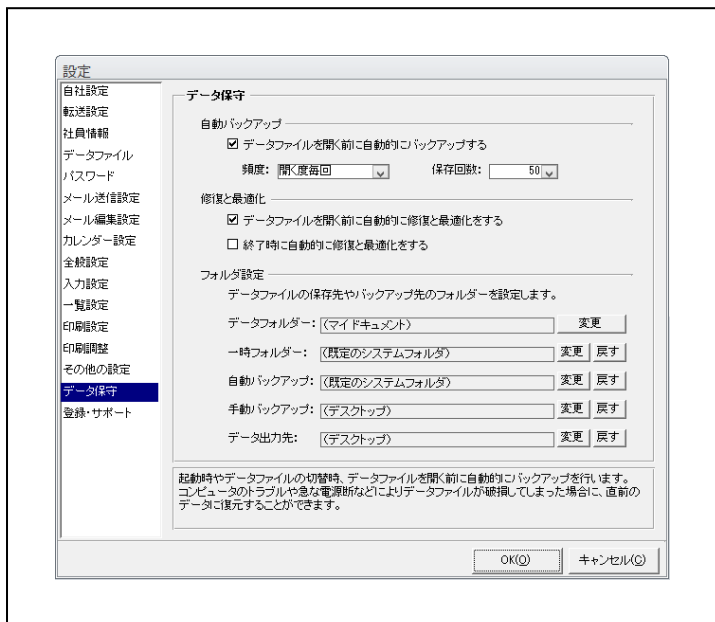 設定
自社設定
転送設定
社員情報
データファイル
パスワード
メール送信設定
メール編集設定
カレンダー設定
全般設定
入力設定
一覧設定
印刷設定
印刷調整
その他の設定
データ保守
登録・サポート
データ保守
自動バックアップ
データファイルを開く前に自動的にバックアップする
頻度: 開く度毎回 保存回数: 50
修復と最適化
データファイルを開く前に自動的に修復と最適化をする
終了時に自動的に修復と最適化をする
フォルダ設定
データファイルの保存先やバックアップ先のフォルダーを設定します。
データフォルダー: (マイドキュメント) 変更
一時フォルダー: (既定のシステムフォルダ) 変更 戻す
自動バックアップ: (既定のシステムフォルダ) 変更 戻す
手動バックアップ: (デスクトップ) 変更 戻す
データ出力先: (デスクトップ) 変更 戻す
起動時やデータファイルの切替時、データファイルを開く前に自動的にバックアップを行います。
コンピュータのトラブルや急な電源断などによりデータファイルが破損してしまった場合に、直前の
データに復元することができます。
OK(O) キャンセル(C)